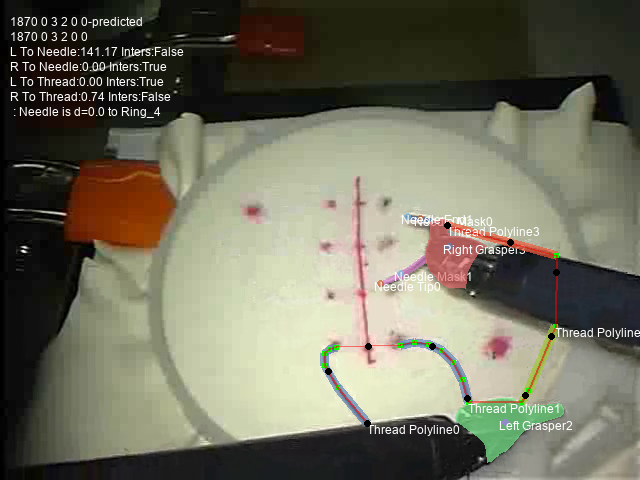 1870 0 3 2 0 0-predicted
1870 0 3 2 0 0
L To Needle:141.17 Inters:False
R To Needle:0.00 Inters:True
L To Thread:0.00 Inters:True
R To Thread:0.74 Inters:False
: Needle is d=0.0 to Ring_4
Thread Polyline3
Right Grasper3
Needle Mask1
Needle Tip0
Thread Polyline
Thread Polyline1
Left Grasper2
Thread Polyline0